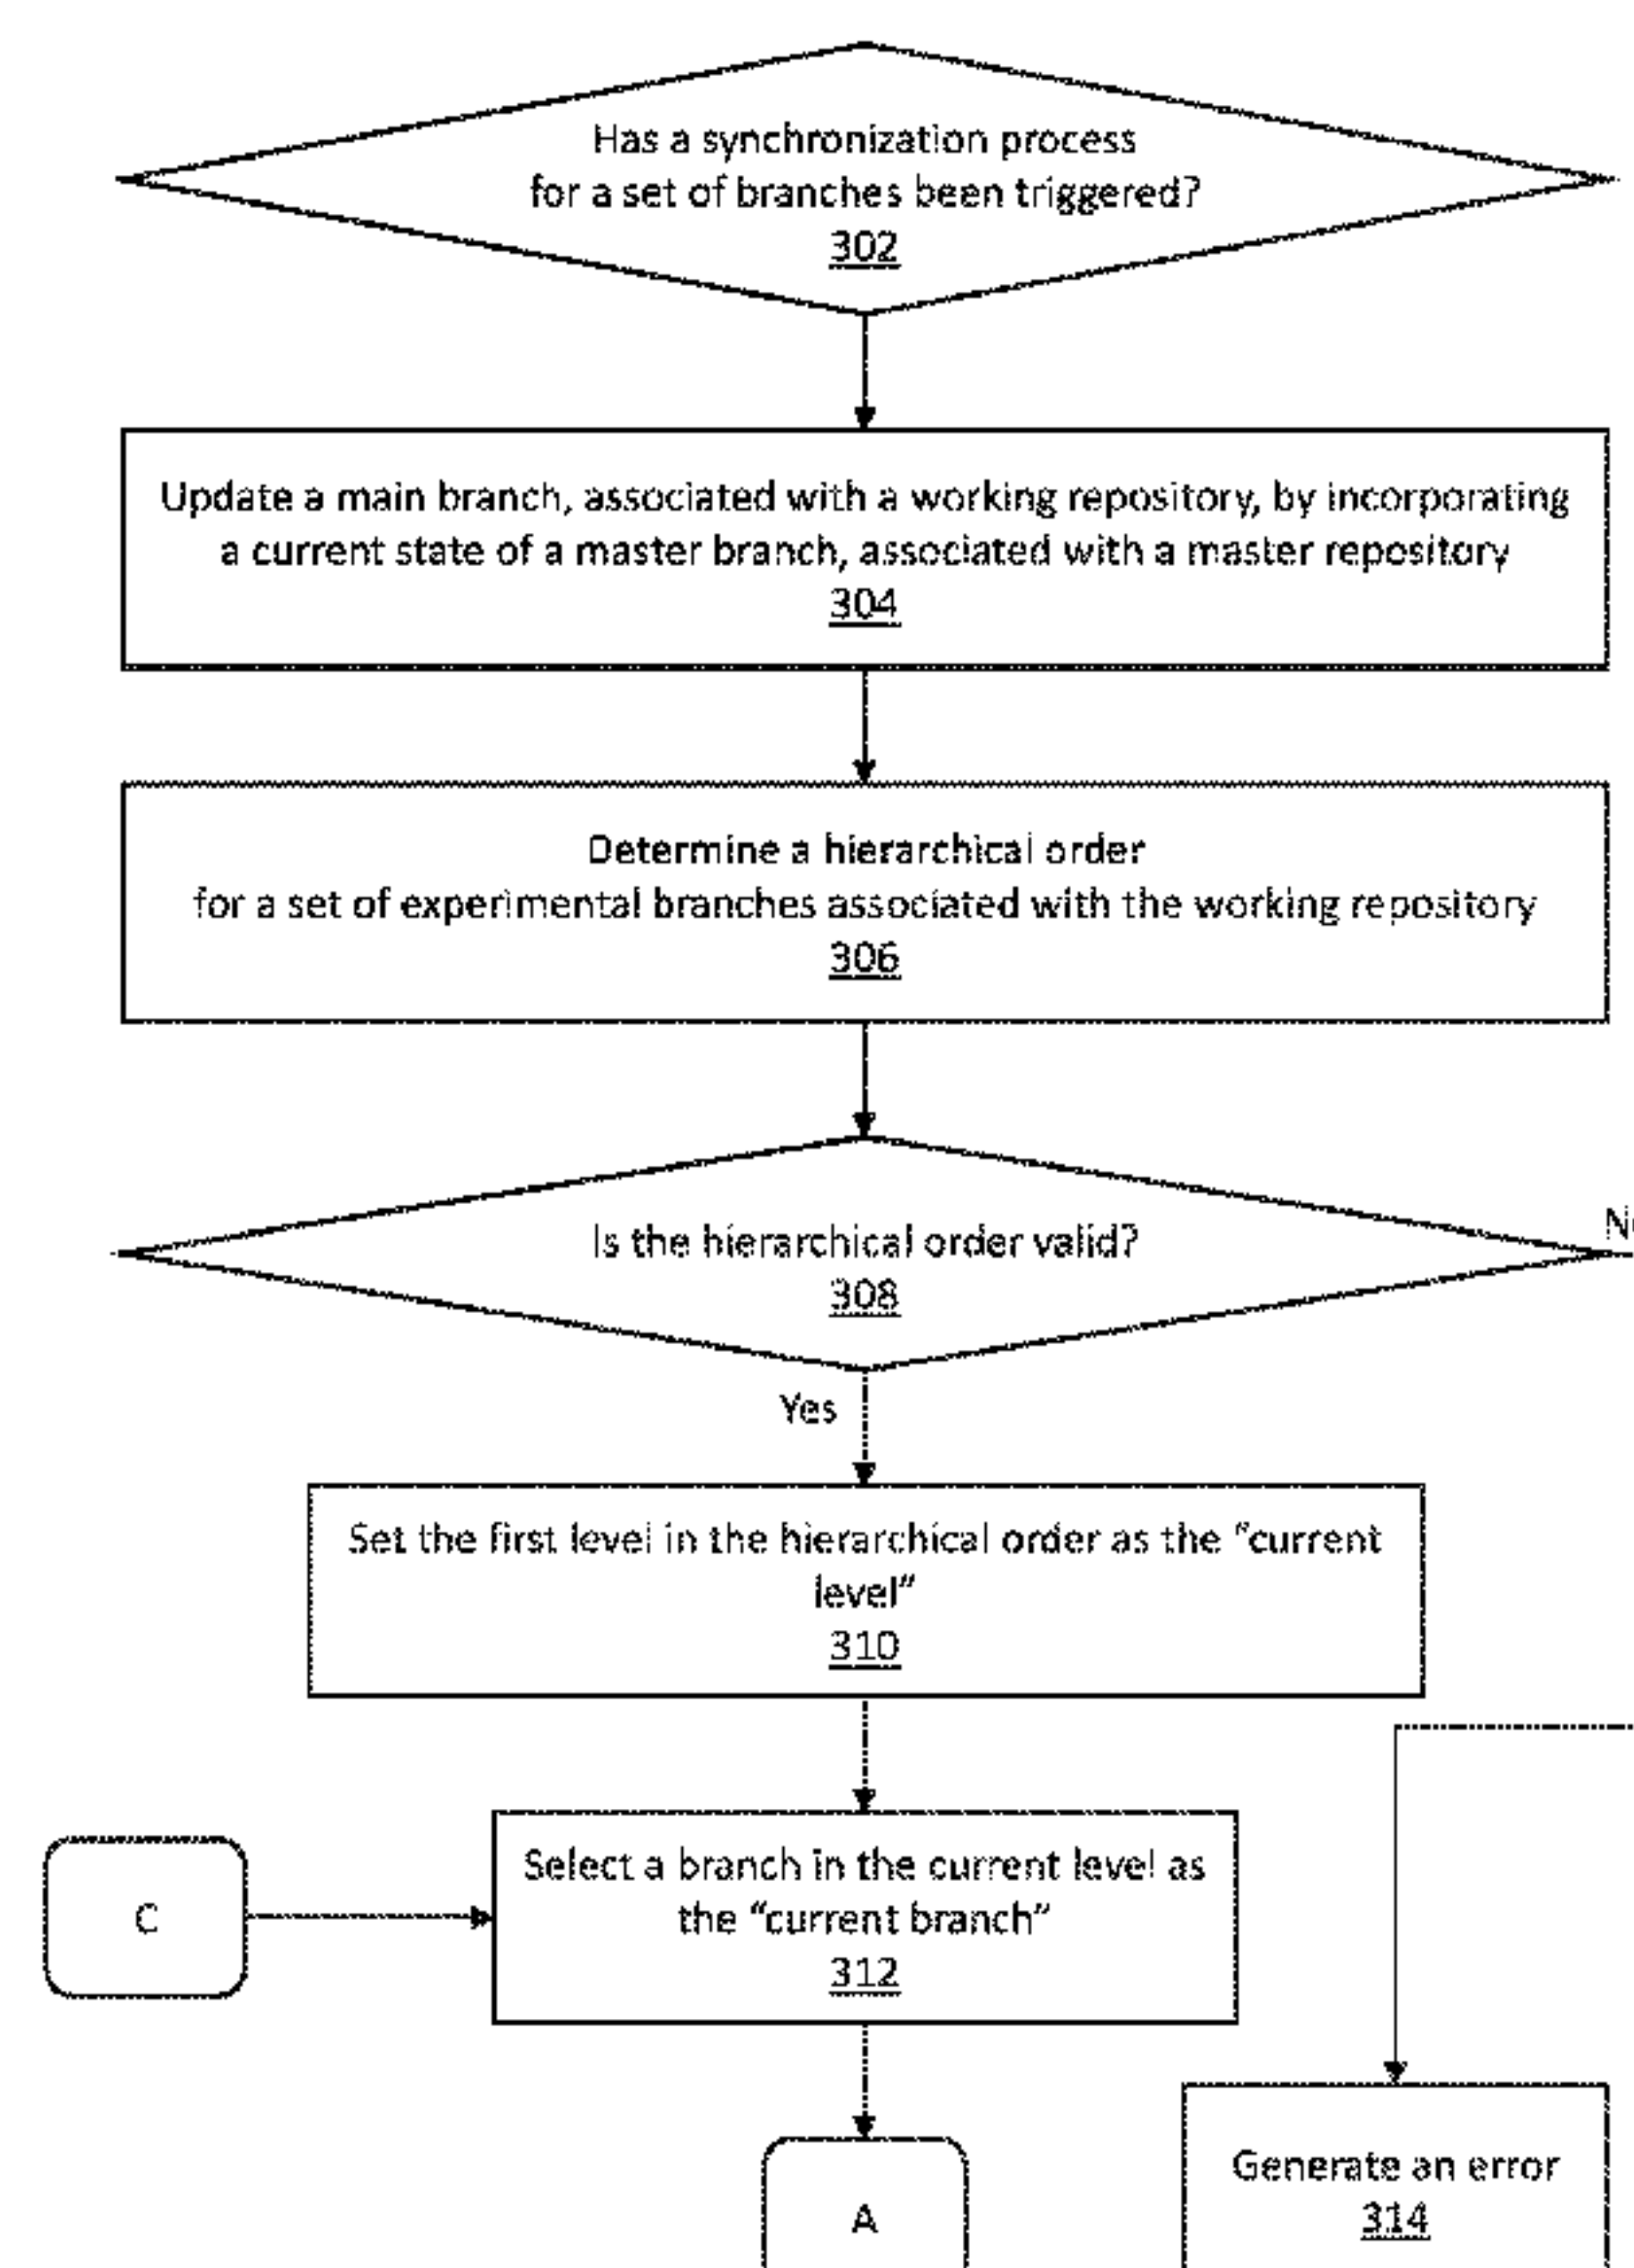 Has a synchronization process
for a set of branches been triggered?
302
Update a main branch, associated with a working repository, by incorporating
a current state of a master branch, associated with a master repository
304
Determine a hierarchical order
for a set of experimental branches associated with the working repository
306
Is the hierarchical order valid?
308
Yes
Set the first level in the hierarchical order as the “current
level”
310
Select a branch in the current level as
the “current branch”
312
C
A
Generate an error
314